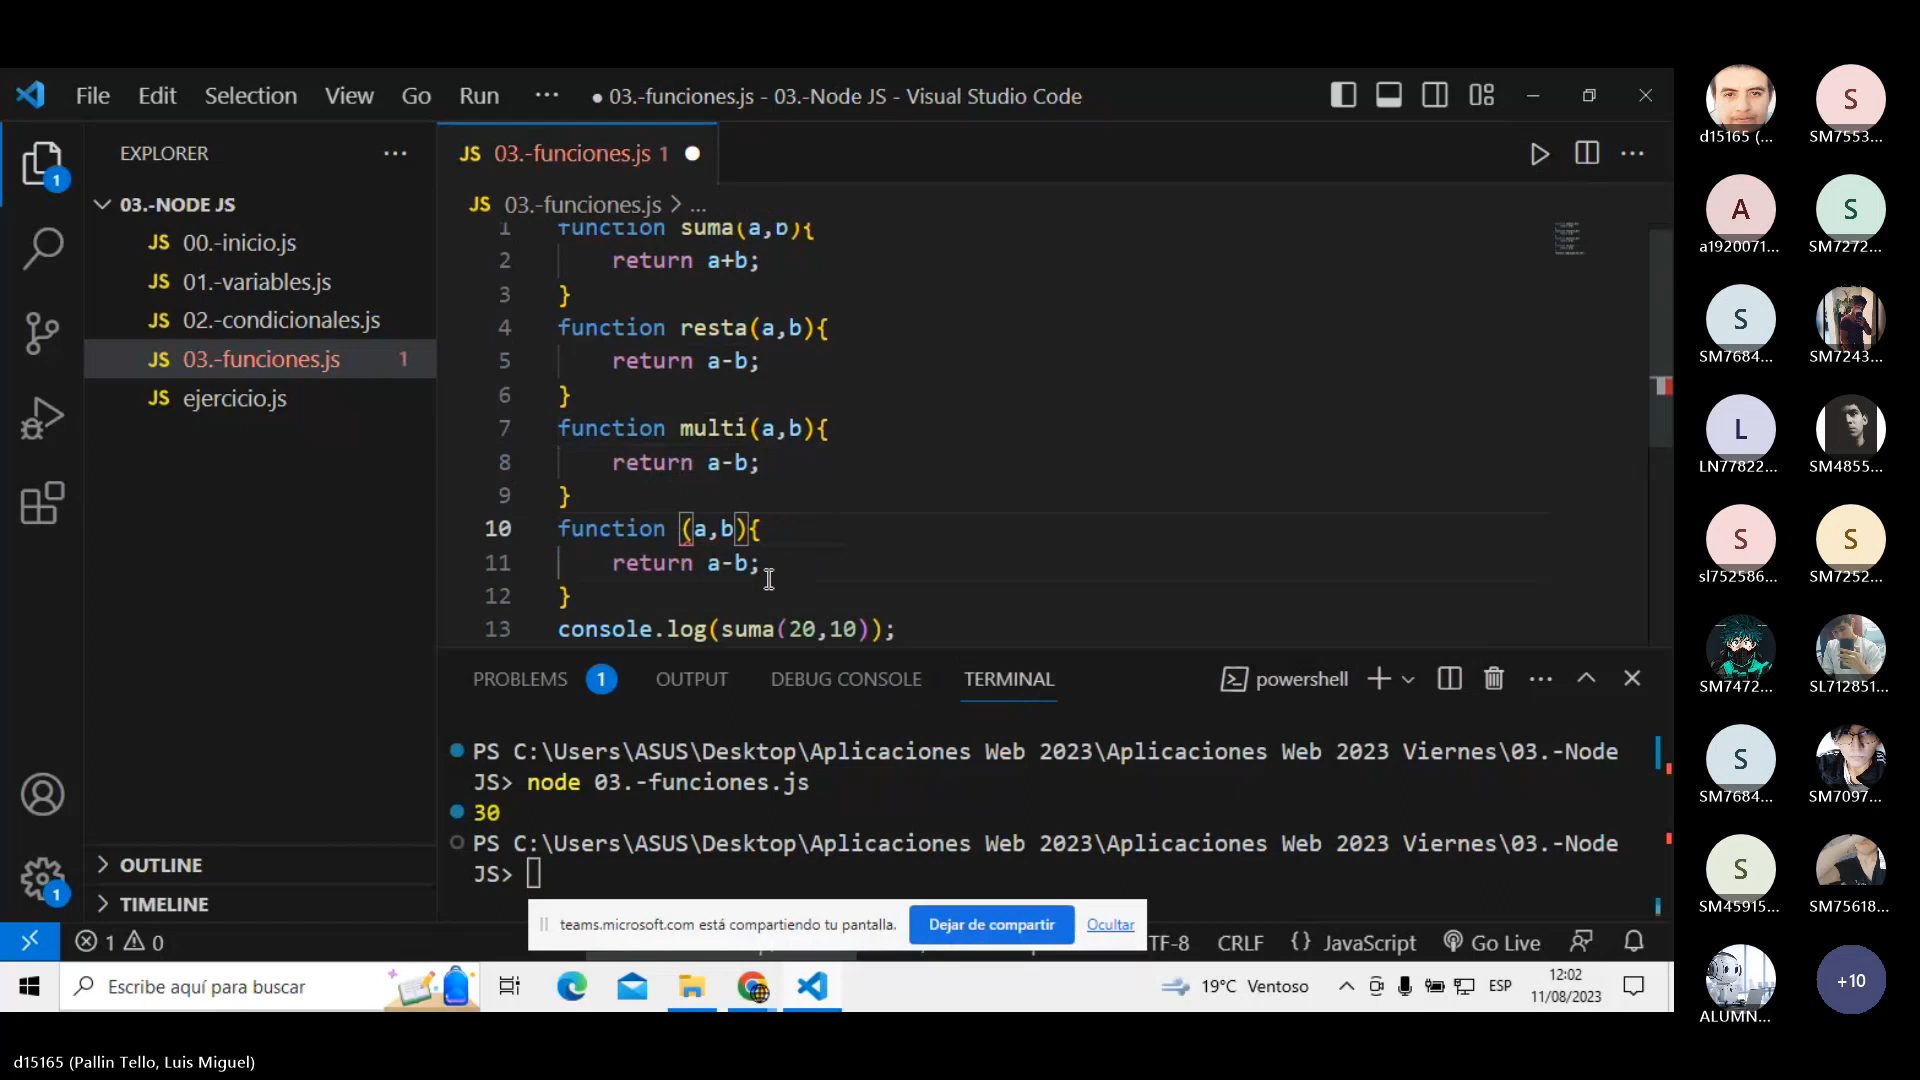 File Edit Selection View Go Run ··· ● 03.-funciones.js - 03.-Node JS - Visual Studio Code
EXPLORER ···
1
03.-NODE JS
JS 00.-inicio.js
JS 01.-variables.js
JS 02.-condicionales.js
JS 03.-funciones.js 1
JS ejercicio.js
OUTLINE
TIMELINE
1
JS 03.-funciones.js 1 ●
JS 03.-funciones.js > ...
1 function suma(a,b){
2 return a+b;
3 }
4 function resta(a,b){
5 return a-b;
6 }
7 function multi(a,b){
8 return a-b;
9 }
10 function (a,b){
11 return a-b;
12 }
13 console.log(suma(20,10));
PROBLEMS 1 OUTPUT DEBUG CONSOLE TERMINAL powershell
PS C:\Users\ASUS\Desktop\Aplicaciones Web 2023\Aplicaciones Web 2023 Viernes\03.-Node
JS> node 03.-funciones.js
30
PS C:\Users\ASUS\Desktop\Aplicaciones Web 2023\Aplicaciones Web 2023 Viernes\03.-Node
JS>
teams.microsoft.com está compartiendo tu pantalla. Dejar de compartir Ocultar
1 0 TF-8 CRLF {} JavaScript Go Live
Escribe aquí para buscar 19°C Ventoso ESP 12:02
11/08/2023
S
d15165 (... SM7553...
A S
a1920071... SM7272...
S
SM7684... SM7243...
L
LN77822... SM4855...
S S
sl752586... SM7252...
SM7472... SL712851...
S
SM7684... SM7097...
S
SM45915... SM75618...
+10
ALUMN...
d15165 (Pallin Tello, Luis Miguel)